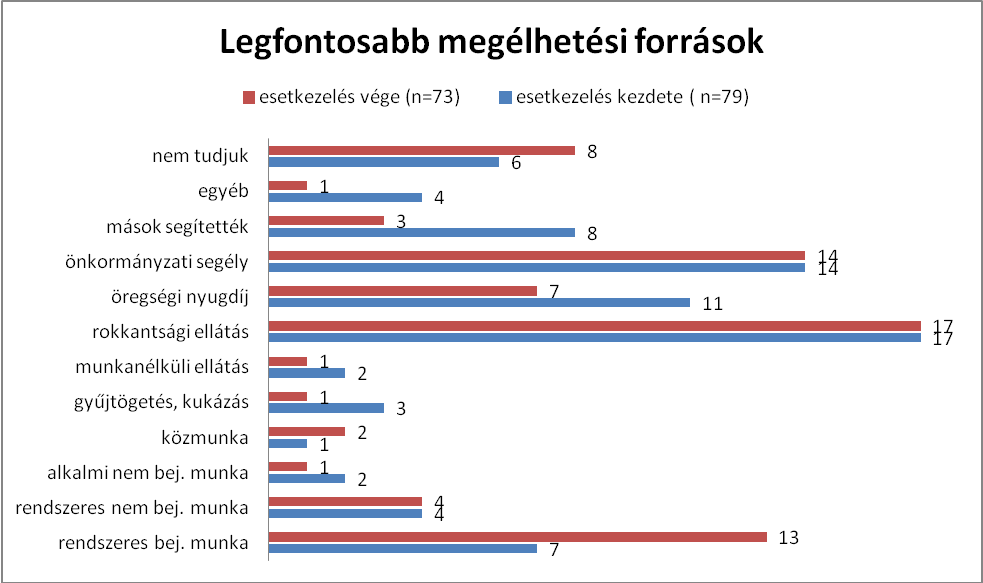 Legfontosabb megélhetési források
esetkezelés vége (n=73) esetkezelés kezdete ( n=79)
nem tudjuk 8
6
egyéb 1
4
mások segítették 3
8
önkormányzati segély 14
14
öregségi nyugdíj 7
11
rokkantsági ellátás 17
17
munkanélküli ellátás 1
2
gyűjtögetés, kukázás 1
3
közmunka 2
1
alkalmi nem bej. munka 1
2
rendszeres nem bej. munka 4
4
rendszeres bej. munka 13
7